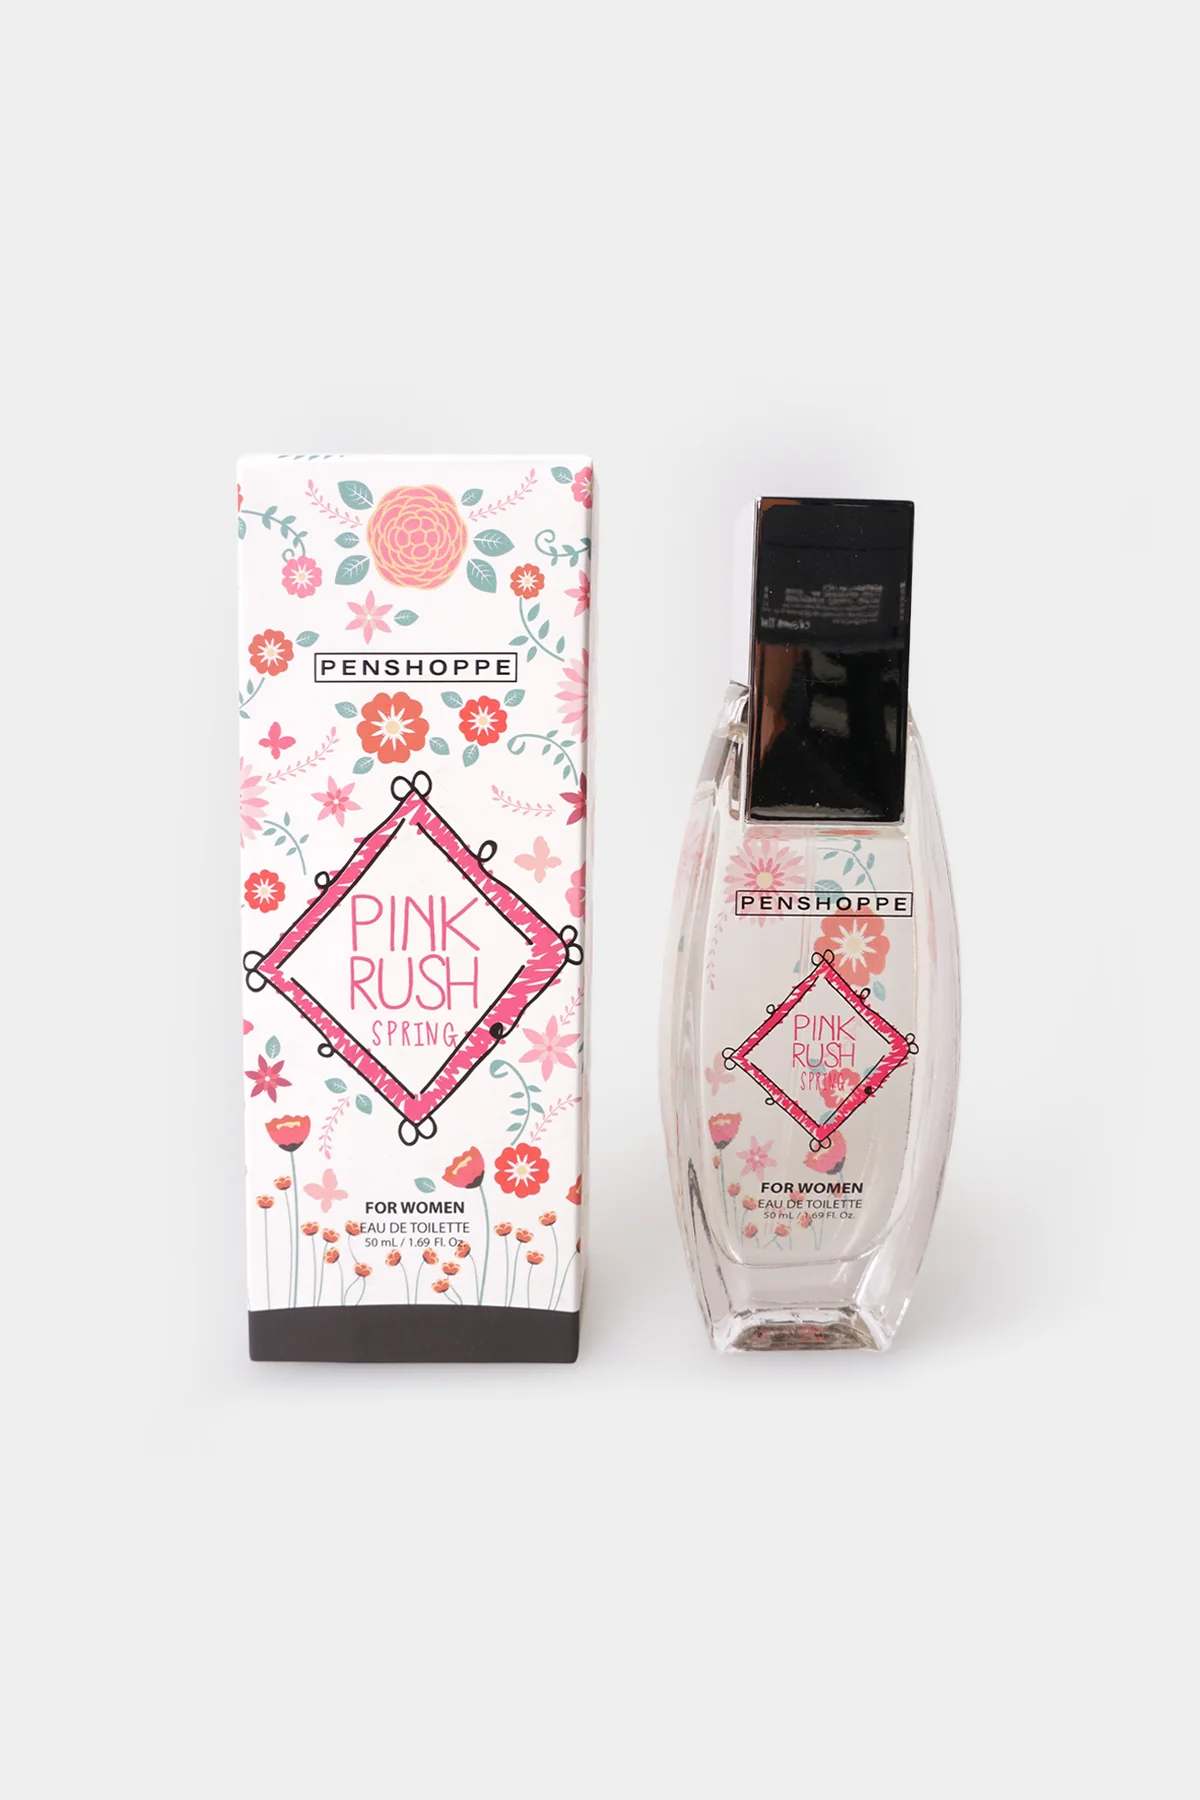 PENSHOPPE
PINK
RUSH
SPRING
FOR WOMEN
EAU DE TOILETTE
50 mL / 1.69 Fl. Oz.
PENSHOPPE
PINK
RUSH
SPRING
FOR WOMEN
EAU DE TOILETTE
50 mL / 1.69 Fl. Oz.